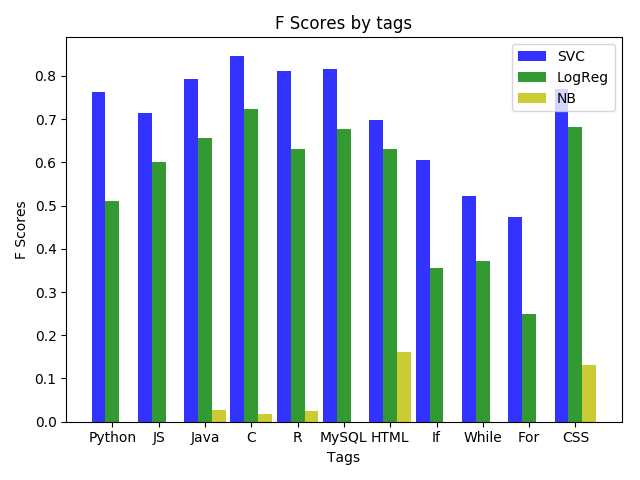 F Scores by tags
SVC
LogReg
NB
F Scores
0.8
0.7
0.6
0.5
0.4
0.3
0.2
0.1
0.0
Python JS Java C R MySQL HTML If While For CSS
Tags